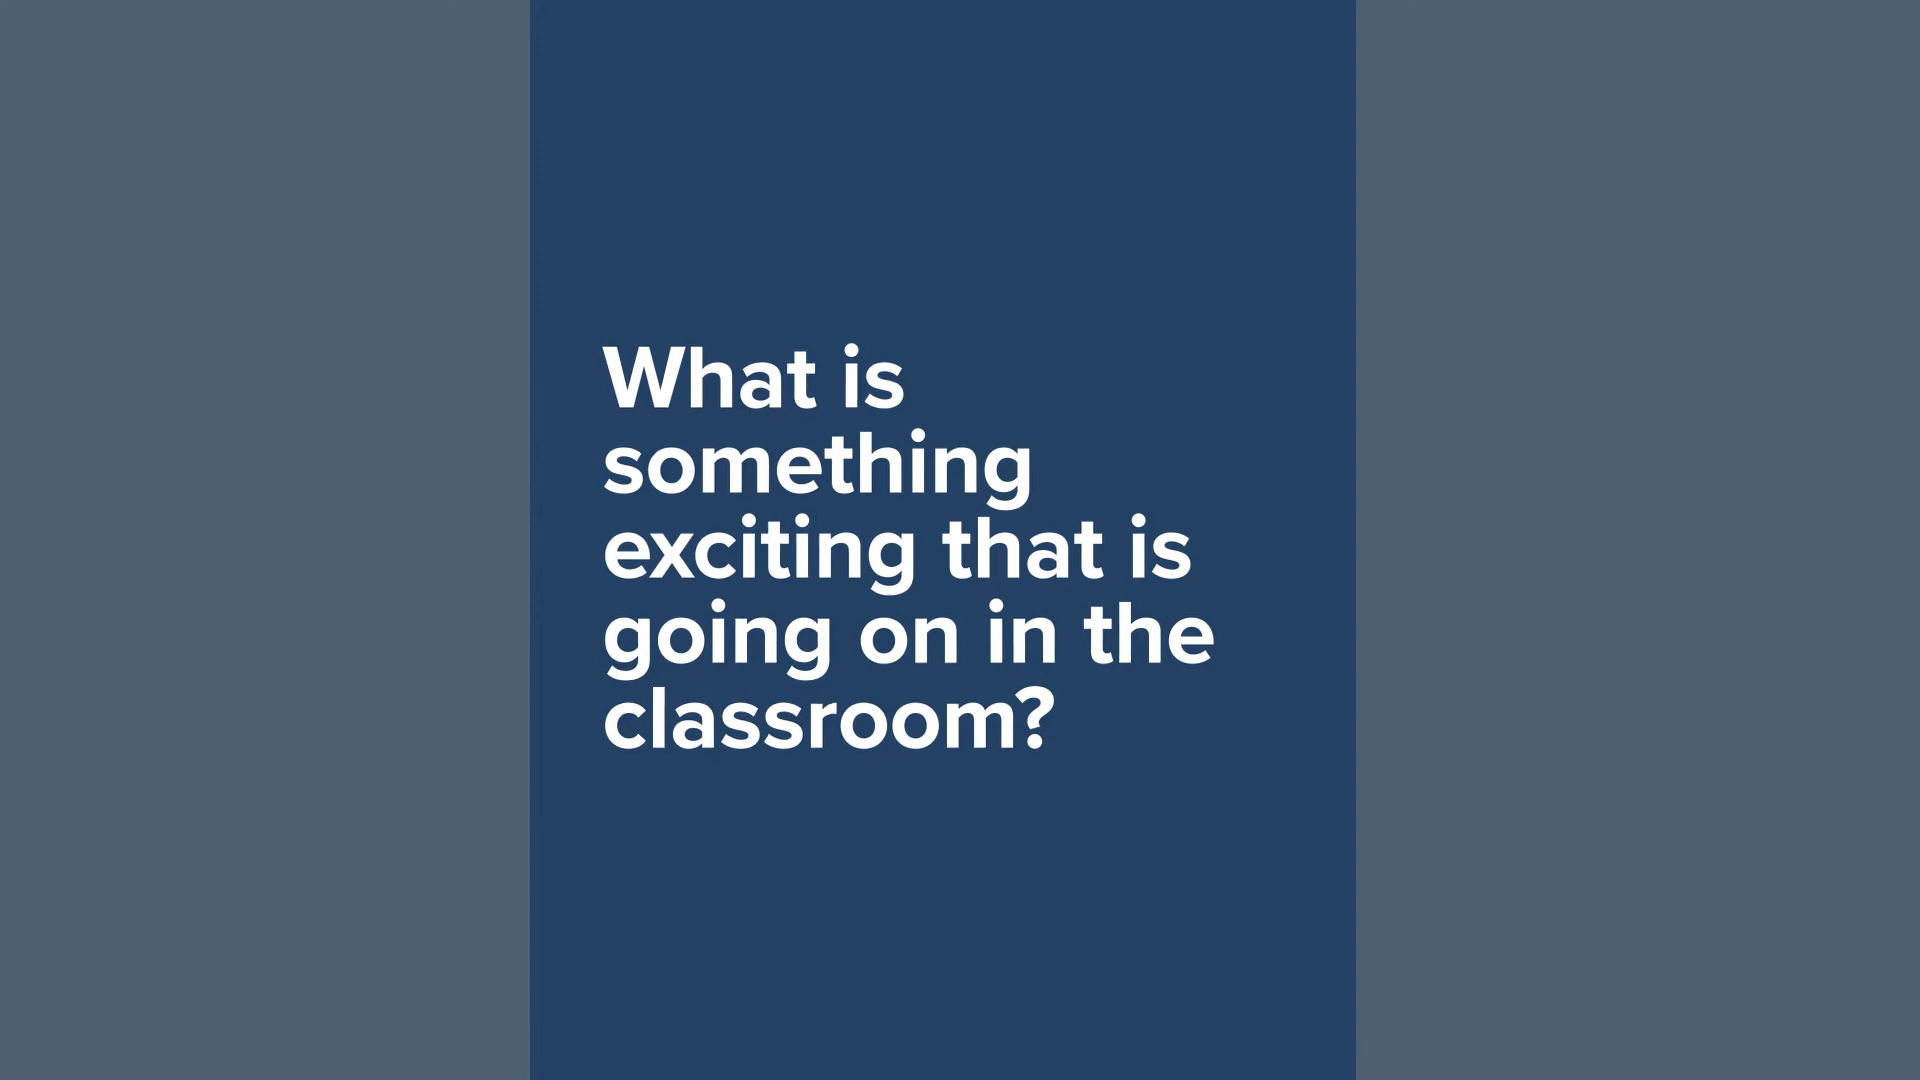 What is
something
exciting that is
going on in the
classroom?